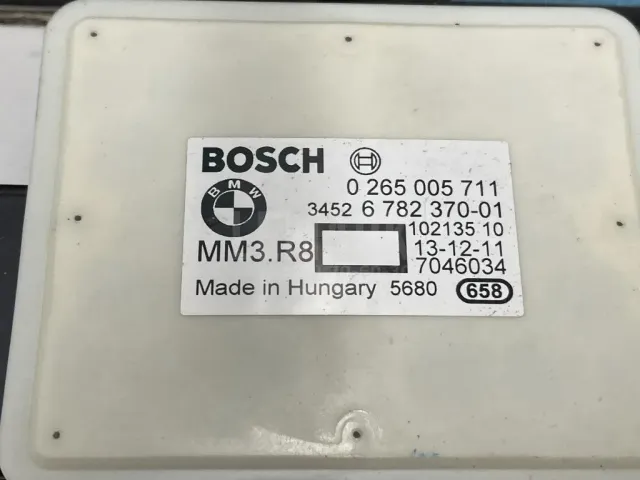 BOSCH
BMW
0 265 005 711
3452 6 782 370-01
102135 10
MM3.R8
13-12-11
7046034
Made in Hungary 5680 658